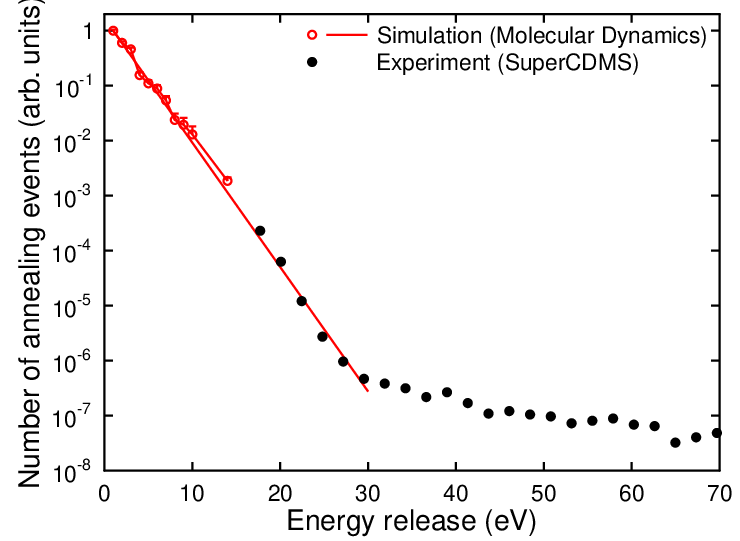 Number of annealing events (arb. units)
Simulation (Molecular Dynamics)
Experiment (SuperCDMS)
1
10^-1
10^-2
10^-3
10^-4
10^-5
10^-6
10^-7
10^-8
0 10 20 30 40 50 60 70
Energy release (eV)